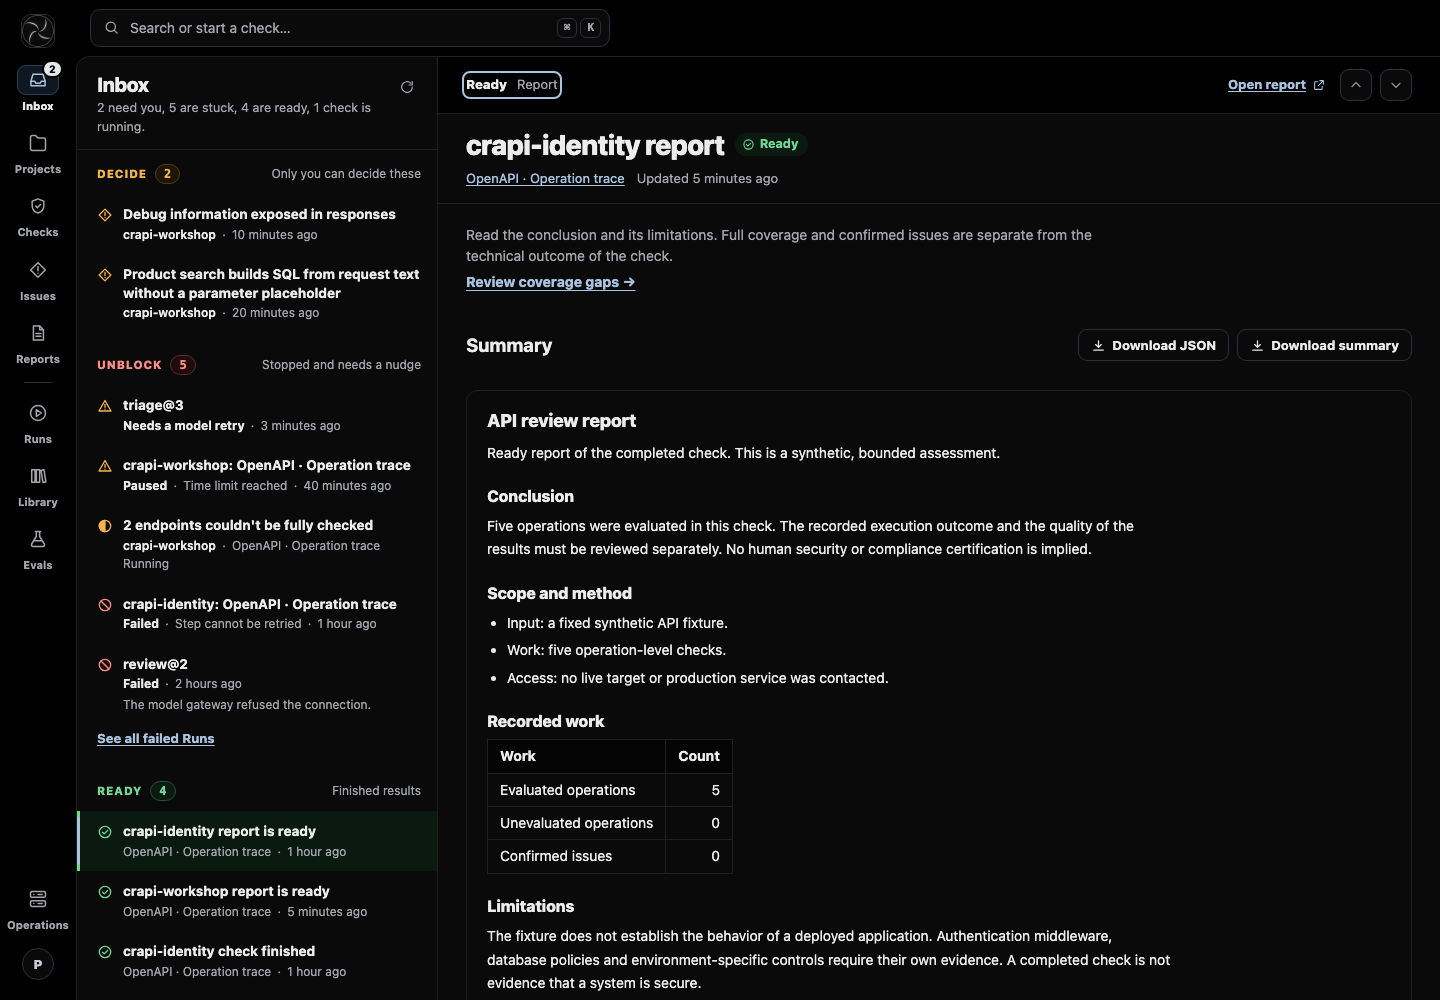 Search or start a check...
⌘ K
2
Inbox
Projects
Checks
Issues
Reports
Runs
Library
Evals
Operations
P
Inbox
2 need you, 5 are stuck, 4 are ready, 1 check is
running.
DECIDE 2 Only you can decide these
Debug information exposed in responses
crapi-workshop · 10 minutes ago
Product search builds SQL from request text
without a parameter placeholder
crapi-workshop · 20 minutes ago
UNBLOCK 5 Stopped and needs a nudge
triage@3
Needs a model retry · 3 minutes ago
crapi-workshop: OpenAPI · Operation trace
Paused · Time limit reached · 40 minutes ago
2 endpoints couldn't be fully checked
crapi-workshop · OpenAPI · Operation trace
Running
crapi-identity: OpenAPI · Operation trace
Failed · Step cannot be retried · 1 hour ago
review@2
Failed · 2 hours ago
The model gateway refused the connection.
See all failed Runs
READY 4 Finished results
crapi-identity report is ready
OpenAPI · Operation trace · 1 hour ago
crapi-workshop report is ready
OpenAPI · Operation trace · 5 minutes ago
crapi-identity check finished
OpenAPI · Operation trace · 1 hour ago
Ready Report
Open report
crapi-identity report Ready
OpenAPI · Operation trace Updated 5 minutes ago
Read the conclusion and its limitations. Full coverage and confirmed issues are separate from the
technical outcome of the check.
Review coverage gaps →
Summary
Download JSON
Download summary
API review report
Ready report of the completed check. This is a synthetic, bounded assessment.
Conclusion
Five operations were evaluated in this check. The recorded execution outcome and the quality of the
results must be reviewed separately. No human security or compliance certification is implied.
Scope and method
• Input: a fixed synthetic API fixture.
• Work: five operation-level checks.
• Access: no live target or production service was contacted.
Recorded work
Work Count
Evaluated operations 5
Unevaluated operations 0
Confirmed issues 0
Limitations
The fixture does not establish the behavior of a deployed application. Authentication middleware,
database policies and environment-specific controls require their own evidence. A completed check is not
evidence that a system is secure.